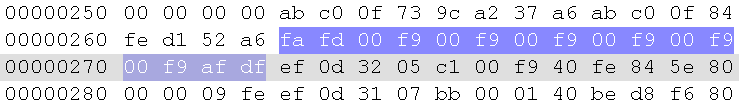 00000250 00 00 00 00 ab c0 0f 73 9c a2 37 a6 ab c0 0f 84
00000260 fe d1 52 a6 fa fd 00 f9 00 f9 00 f9 00 f9 00 f9
00000270 00 f9 af df ef 0d 32 05 c1 00 f9 40 fe 84 5e 80
00000280 00 00 09 fe ef 0d 31 07 bb 00 01 40 be d8 f6 80